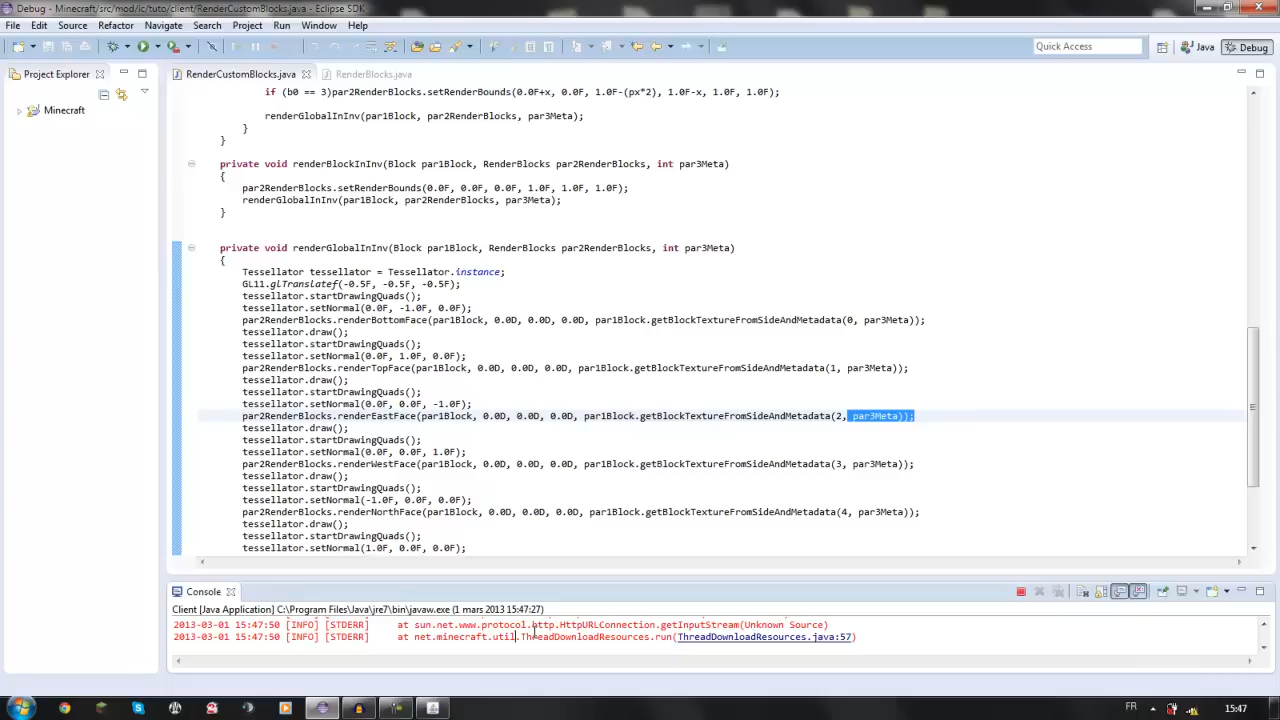 Debug - Minecraft/src/mod/ic/tuto/client/RenderCustomBlocks.java - Eclipse SDK
File Edit Source Refactor Navigate Search Project Run Eclipse Window Help
Quick Access Java Debug
Project Explorer RenderCustomBlocks.java RenderBlocks.java
Minecraft
if (b0 == 3)par2RenderBlocks.setRenderBounds(0.0F+x, 0.0F, 1.0F-(px*2), 1.0F-x, 1.0F, 1.0F);
renderGlobalInInv(par1Block, par2RenderBlocks, par3Meta);
}
}
private void renderBlockInInv(Block par1Block, RenderBlocks par2RenderBlocks, int par3Meta)
{
par2RenderBlocks.setRenderBounds(0.0F, 0.0F, 0.0F, 1.0F, 1.0F, 1.0F);
renderGlobalInInv(par1Block, par2RenderBlocks, par3Meta);
}
private void renderGlobalInInv(Block par1Block, RenderBlocks par2RenderBlocks, int par3Meta)
{
Tessellator tessellator = Tessellator.instance;
GL11.glTranslatef(-0.5F, -0.5F, -0.5F);
tessellator.startDrawingQuads();
tessellator.setNormal(0.0F, -1.0F, 0.0F);
par2RenderBlocks.renderBottomFace(par1Block, 0.0D, 0.0D, 0.0D, par1Block.getBlockTextureFromSideAndMetadata(0, par3Meta));
tessellator.draw();
tessellator.startDrawingQuads();
tessellator.setNormal(0.0F, 1.0F, 0.0F);
par2RenderBlocks.renderTopFace(par1Block, 0.0D, 0.0D, 0.0D, par1Block.getBlockTextureFromSideAndMetadata(1, par3Meta));
tessellator.draw();
tessellator.startDrawingQuads();
tessellator.setNormal(0.0F, 0.0F, -1.0F);
par2RenderBlocks.renderEastFace(par1Block, 0.0D, 0.0D, 0.0D, par1Block.getBlockTextureFromSideAndMetadata(2, par3Meta));
tessellator.draw();
tessellator.startDrawingQuads();
tessellator.setNormal(0.0F, 0.0F, 1.0F);
par2RenderBlocks.renderWestFace(par1Block, 0.0D, 0.0D, 0.0D, par1Block.getBlockTextureFromSideAndMetadata(3, par3Meta));
tessellator.draw();
tessellator.startDrawingQuads();
tessellator.setNormal(-1.0F, 0.0F, 0.0F);
par2RenderBlocks.renderNorthFace(par1Block, 0.0D, 0.0D, 0.0D, par1Block.getBlockTextureFromSideAndMetadata(4, par3Meta));
tessellator.draw();
tessellator.startDrawingQuads();
tessellator.setNormal(1.0F, 0.0F, 0.0F);
Console
Client [Java Application] C:\Program Files\Java\jre7\bin\javaw.exe (1 mars 2013 15:47:27)
2013-03-01 15:47:50 [INFO] [STDERR] at sun.net.www.protocol.http.HttpURLConnection.getInputStream(Unknown Source)
2013-03-01 15:47:50 [INFO] [STDERR] at net.minecraft.util.ThreadDownloadResources.run(ThreadDownloadResources.java:57)
FR 15:47